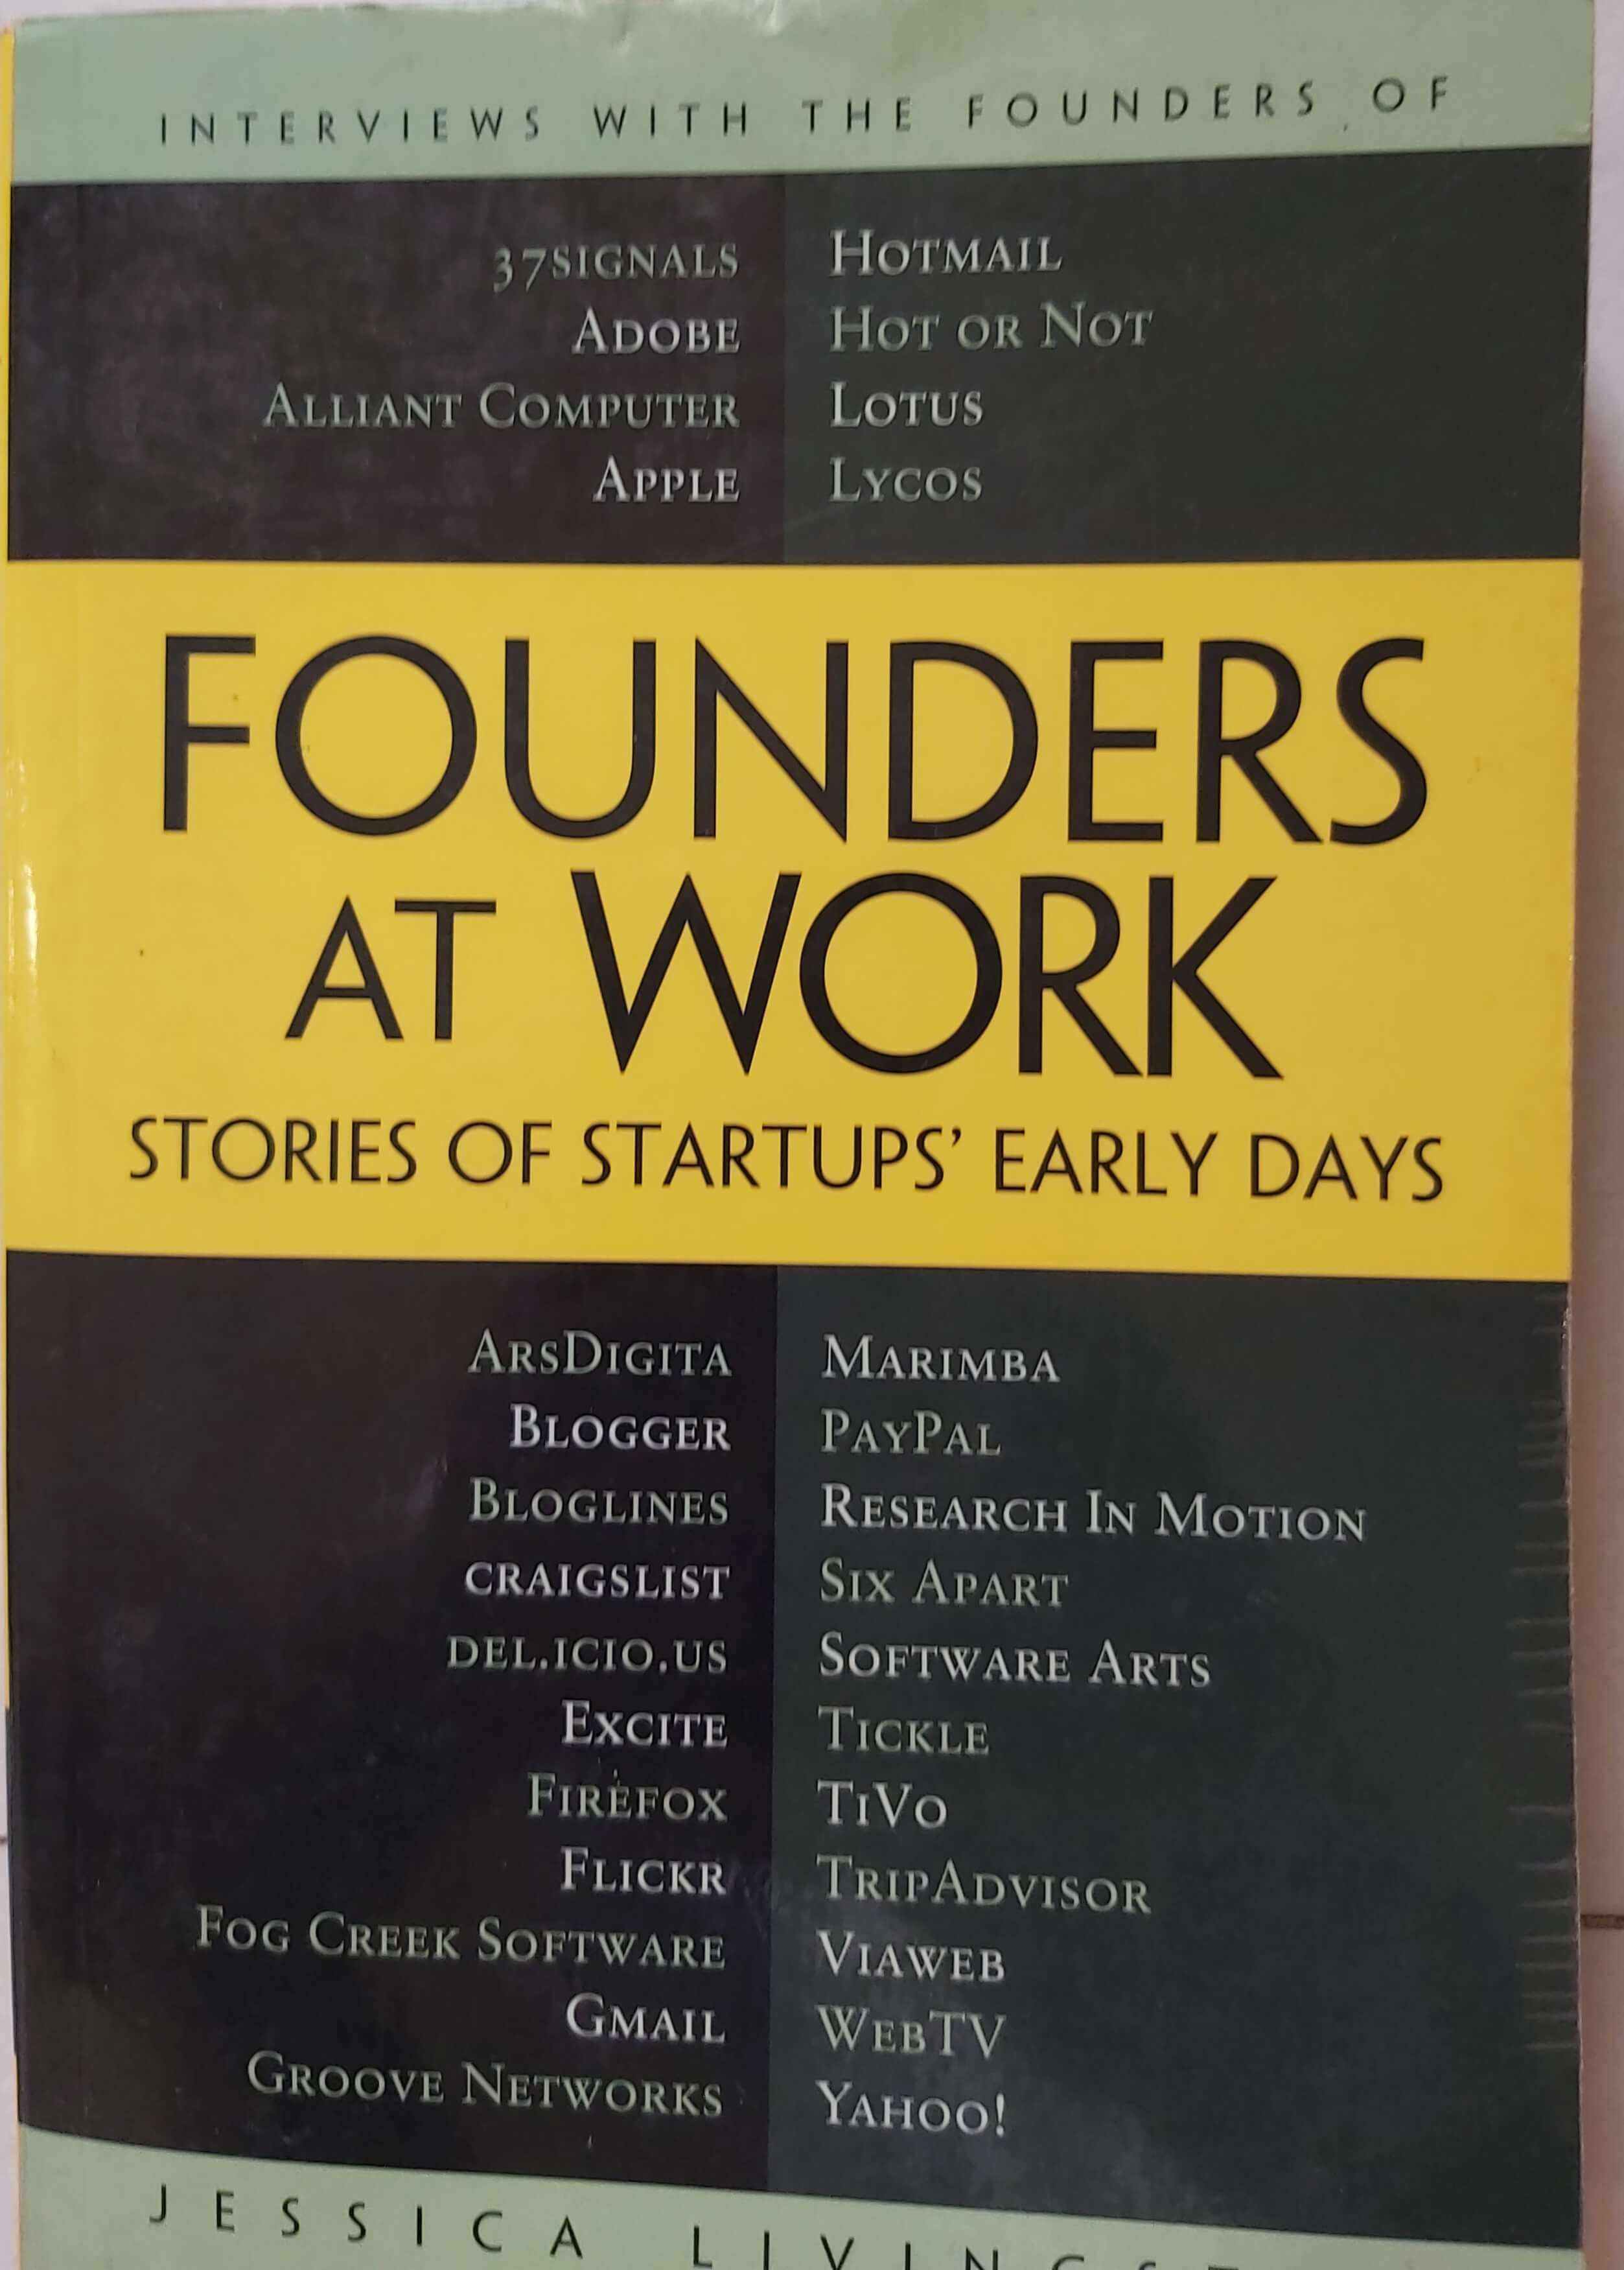 INTERVIEWS WITH THE FOUNDERS OF
37SIGNALS
ADOBE
ALLIANT COMPUTER
APPLE
HOTMAIL
HOT OR NOT
LOTUS
LYCOS
FOUNDERS
AT WORK
STORIES OF STARTUPS' EARLY DAYS
ARSDIGITA
BLOGGER
BLOGLINES
CRAIGSLIST
DEL.ICIO.US
EXCITE
FIREFOX
FLICKR
FOG CREEK SOFTWARE
GMAIL
GROOVE NETWORKS
MARIMBA
PAYPAL
RESEARCH IN MOTION
SIX APART
SOFTWARE ARTS
TICKLE
TIVO
TRIPADVISOR
VIAWEB
WEBTV
YAHOO!
JESSICA